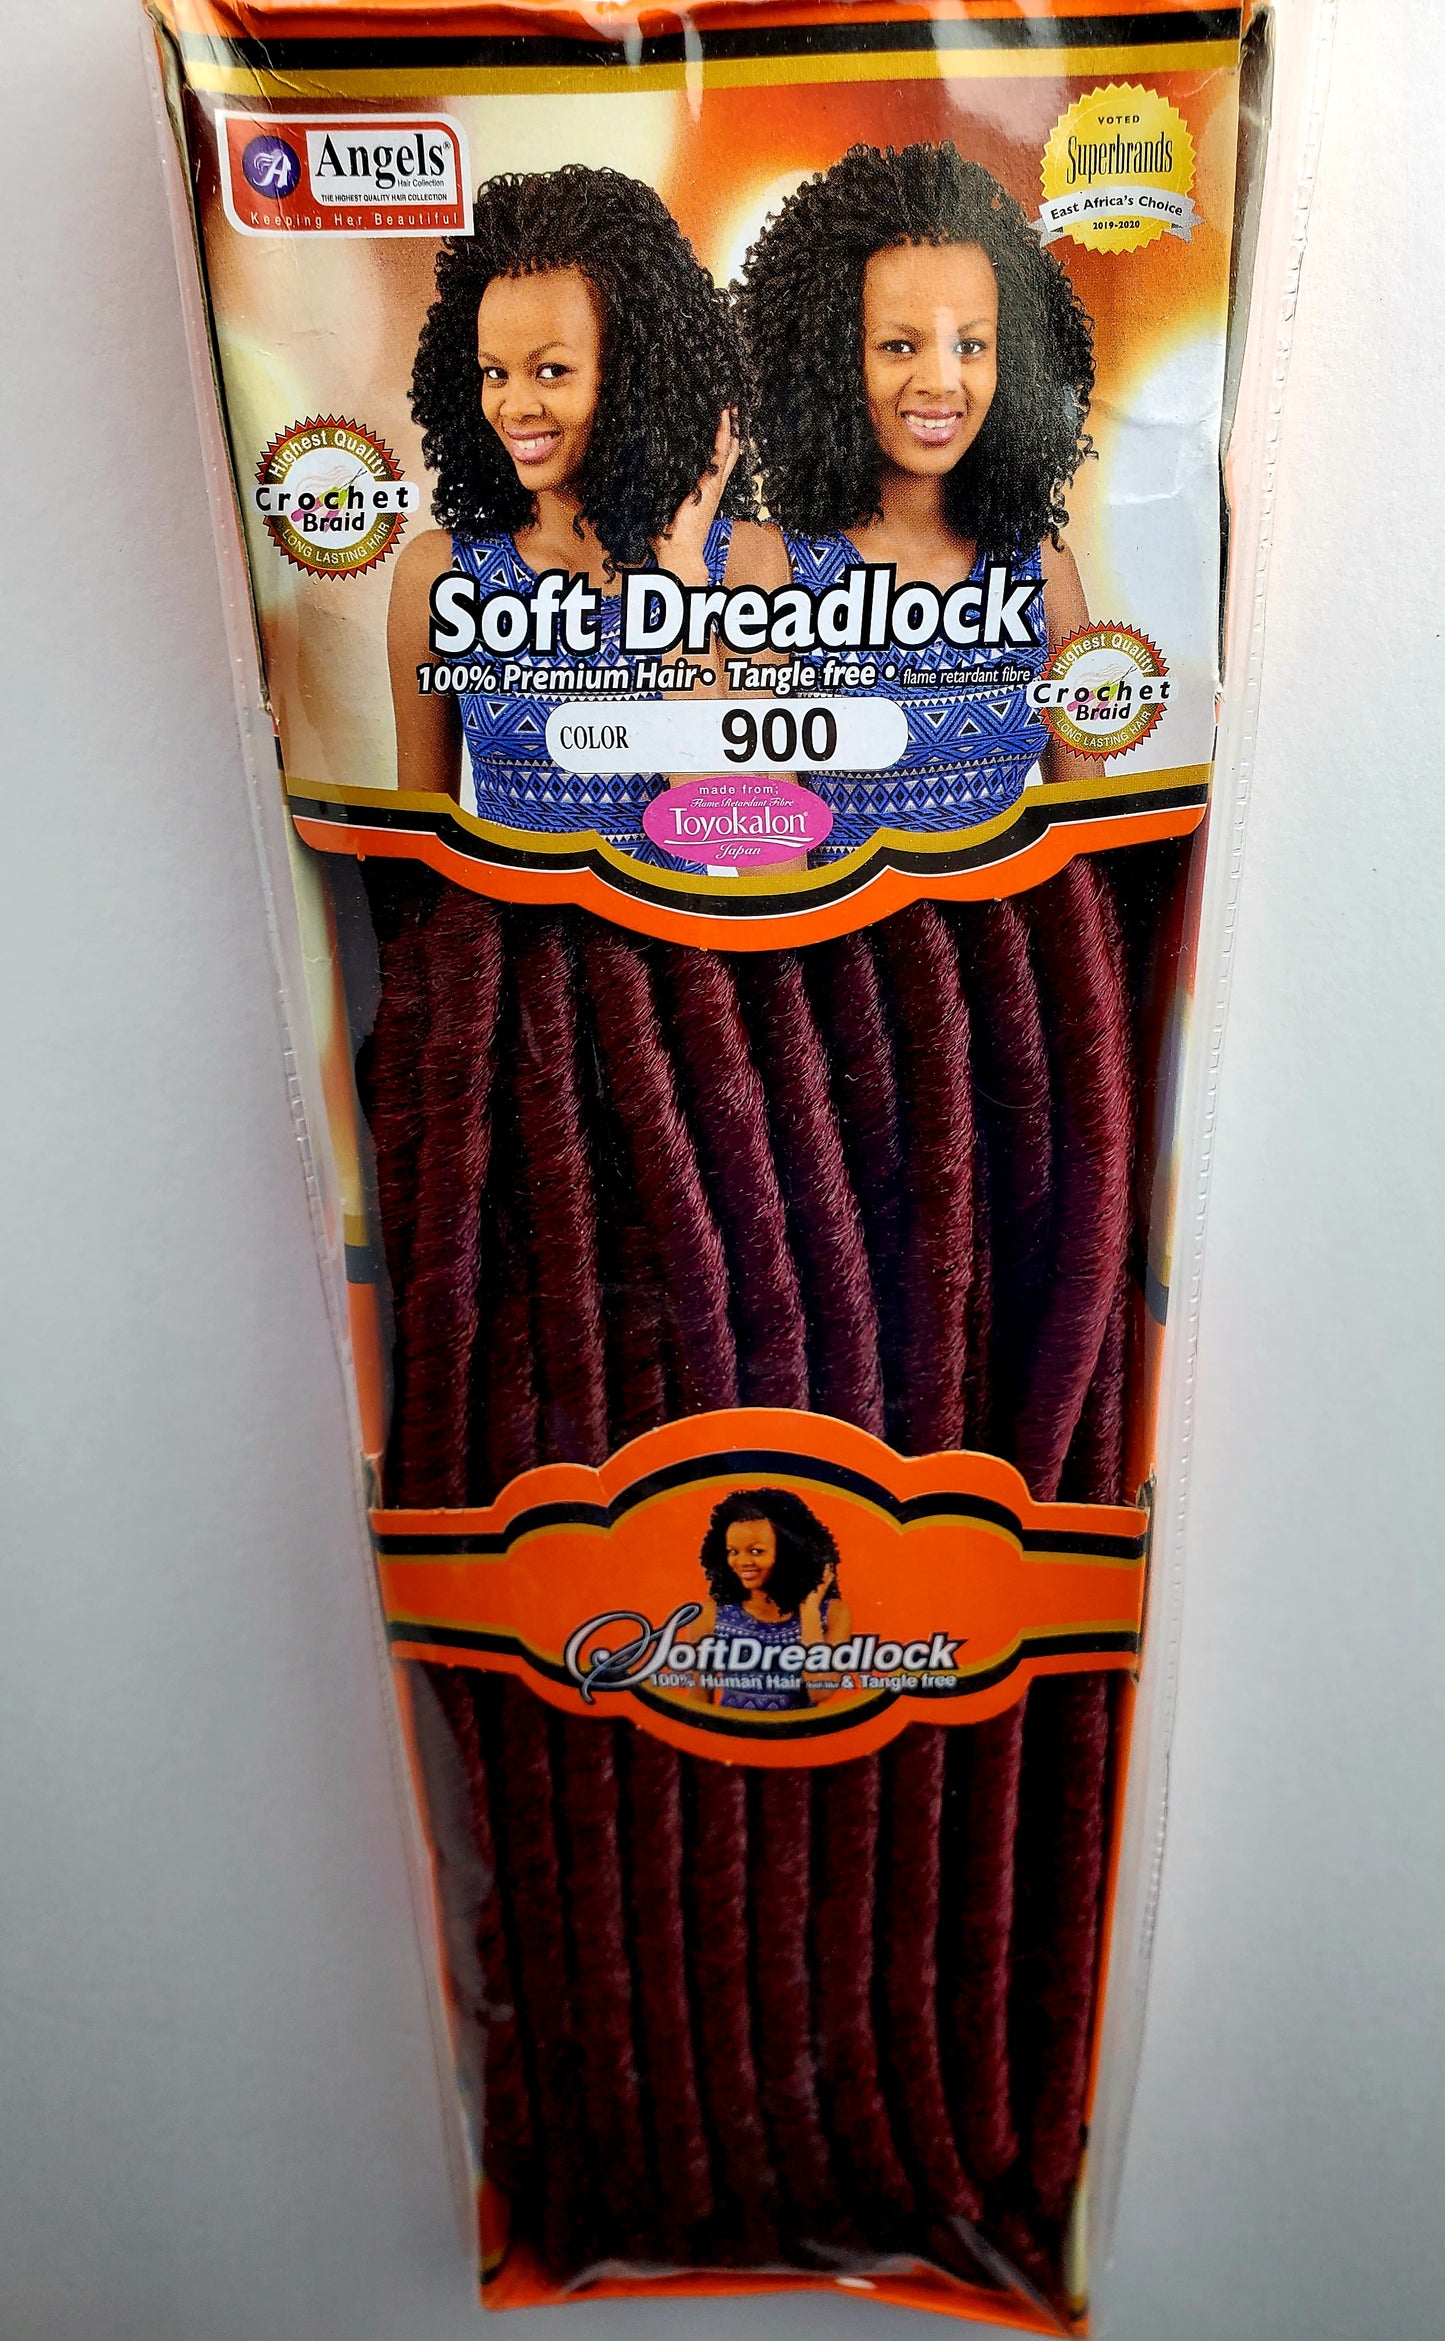 Angels®
Hair Collection
THE HIGHEST QUALITY HAIR COLLECTION
Keeping Her Beautiful
VOTED
Superbrands
East Africa's Choice
2019-2020
Highest Quality
Crochet
Braid
LONG LASTING HAIR
Soft Dreadlock
100% Premium Hair • Tangle free • flame retardant fibre
Highest Quality
Crochet
Braid
LONG LASTING HAIR
COLOR 900
made from;
Flame Retardant Fibre
Toyokalon®
Japan
SoftDreadlock
100% Human Hair & Tangle free